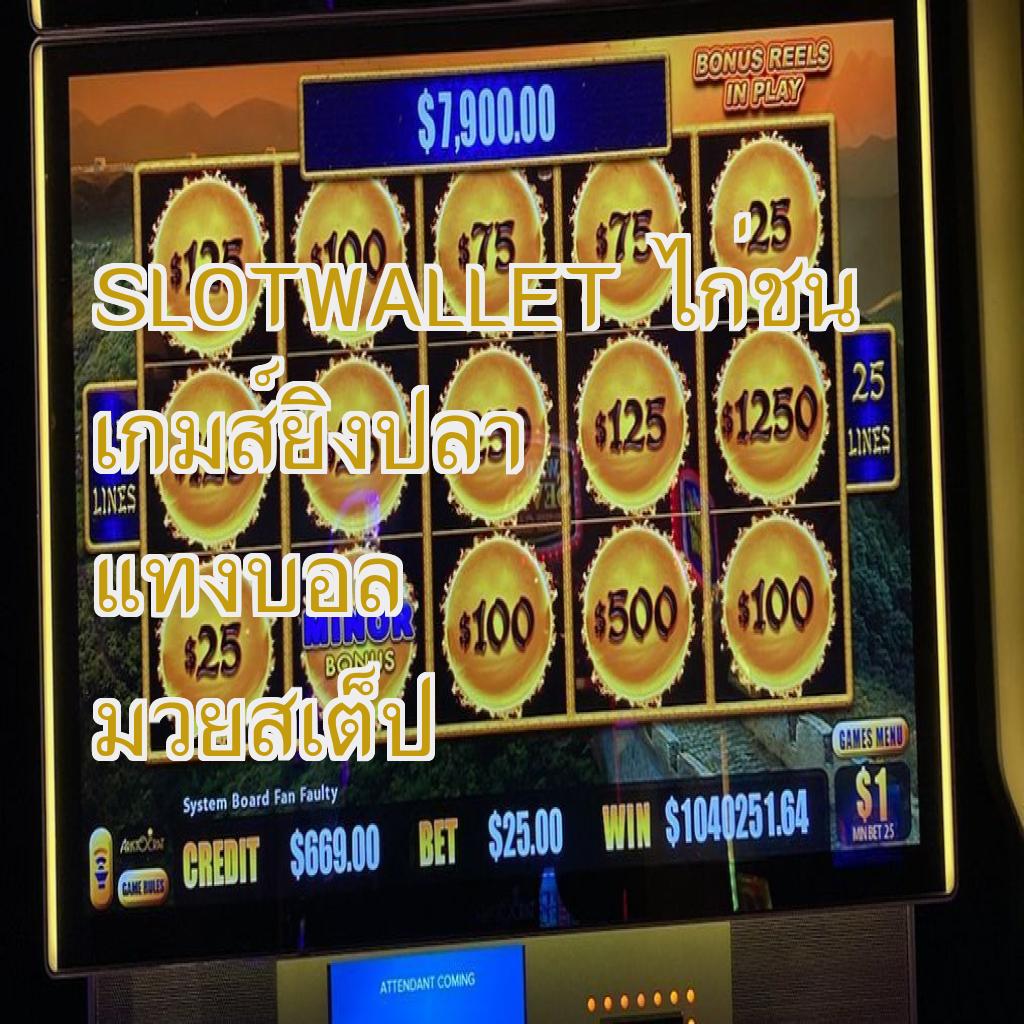 BONUS REELS
IN PLAY
$7,900.00
$125 $100 $75 $75 $25
SLOTWALLET ไก่ชน
$125 $1250
เกมส์ยิงปลา
25
LINES
LINES
แทงบอล
$25 MINOR $100 $500 $100
BONUS
มวยสเต็ป
GAMES MENU
System Board Fan Faulty
$1
MIN BET 25
ARISTOCRAT
GAME RULES
CREDIT $669.00 BET $25.00 WIN $1040251.64
ATTENDANT COMING